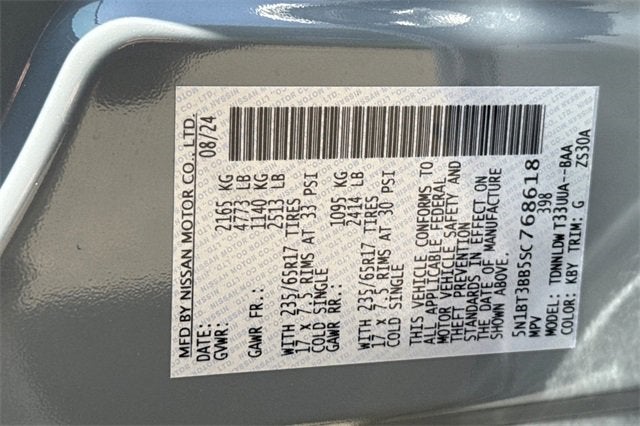 MFD BY NISSAN MOTOR CO., LTD.
DATE: 08/24
GVWR: 2165 KG
4773 LB
GAWR FR.: 1140 KG
2513 LB
WITH 235/65R17 TIRES
17 X 7.5 RIMS AT 33 PSI
COLD SINGLE
GAWR RR.: 1095 KG
2414 LB
WITH 235/65R17 TIRES
17 X 7.5 RIMS AT 30 PSI
COLD SINGLE
THIS VEHICLE CONFORMS TO
ALL APPLICABLE FEDERAL
MOTOR VEHICLE SAFETY AND
THEFT PREVENTION
STANDARDS IN EFFECT ON
THE DATE OF MANUFACTURE
SHOWN ABOVE.
5N1BT3BB5SC768618
MPV 398
MODEL: TDNNLDW T33UUA--BAA
COLOR: KBY TRIM: G ZS30A